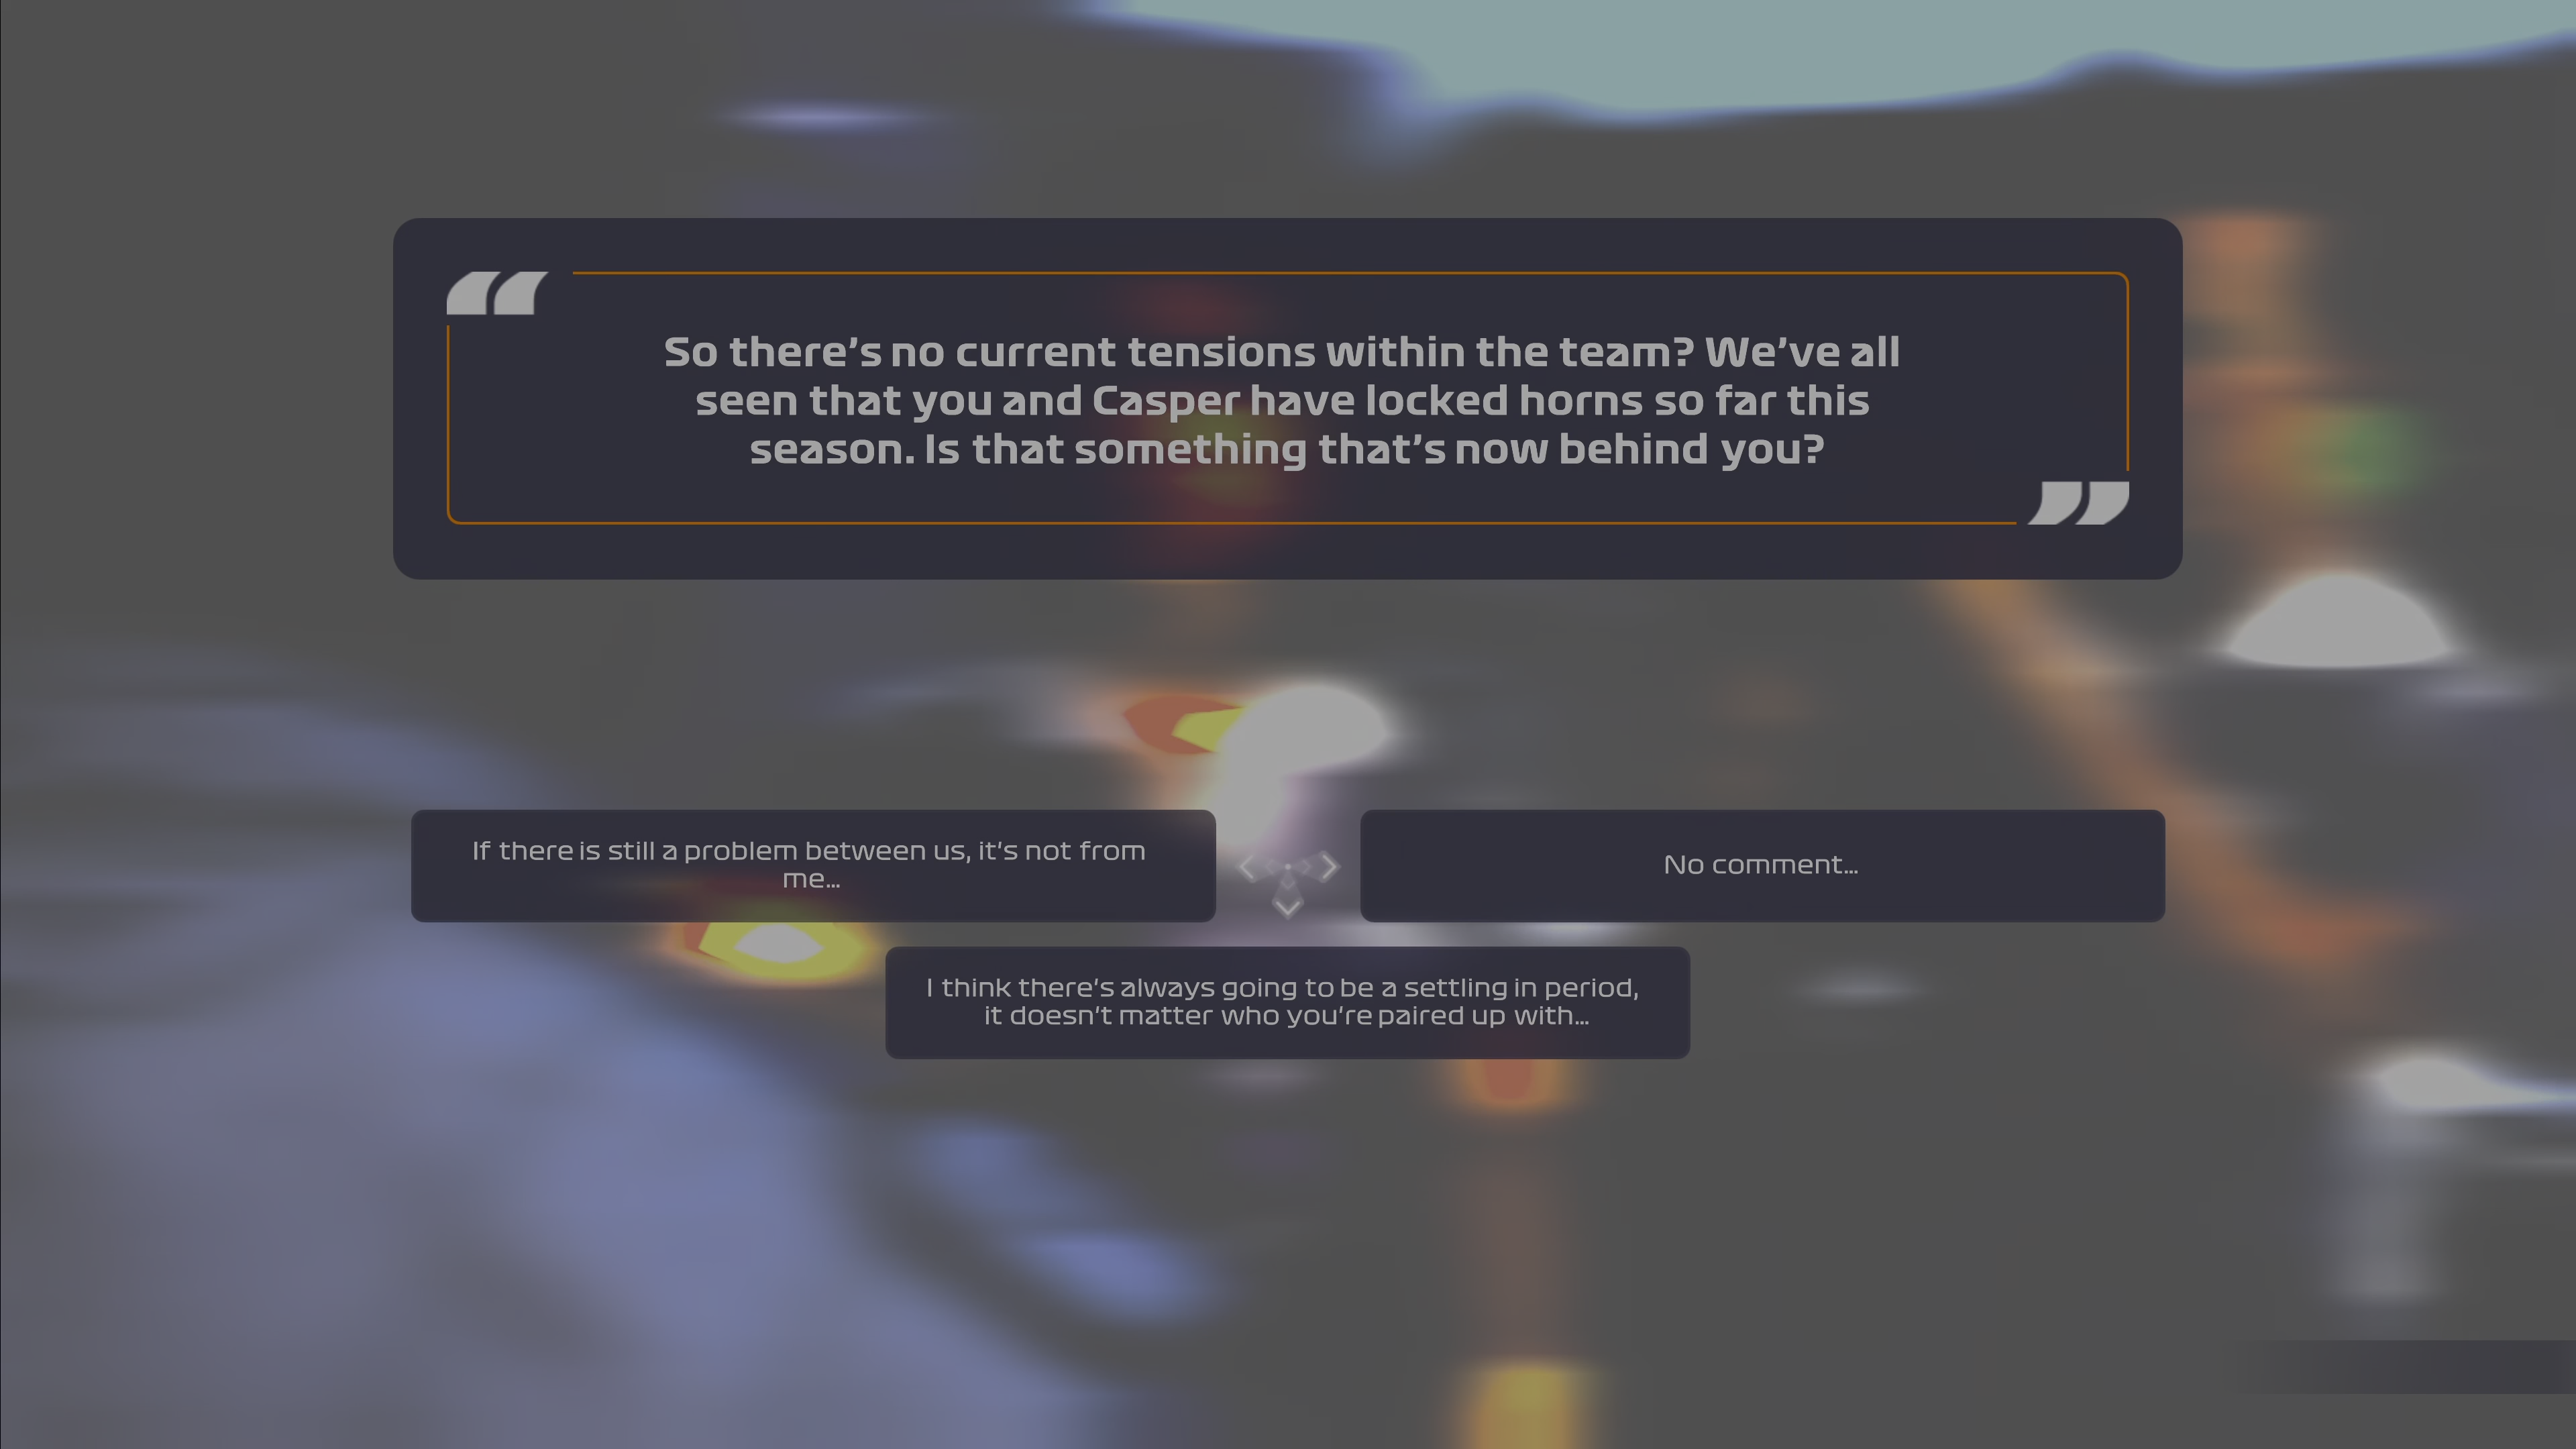 So there's no current tensions within the team? We've all
seen that you and Casper have locked horns so far this
season. Is that something that's now behind you?
If there is still a problem between us, it's not from
me...
No comment...
I think there's always going to be a settling in period,
it doesn't matter who you're paired up with...